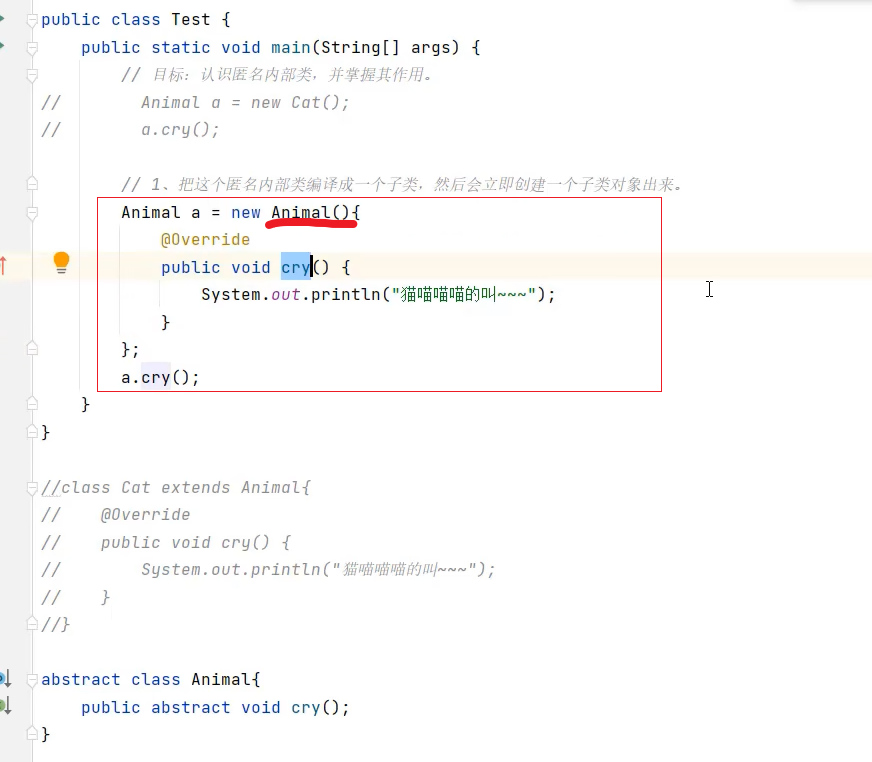 public class Test {
    public static void main(String[] args) {
        // 目标：认识匿名内部类，并掌握其作用。
//        Animal a = new Cat();
//        a.cry();
        // 1、把这个匿名内部类编译成一个子类，然后会立即创建一个子类对象出来。
        Animal a = new Animal(){
            @Override
            public void cry() {
                System.out.println("猫喵喵喵的叫~~~");
            }
        };
        a.cry();
    }
}
//class Cat extends Animal{
//    @Override
//    public void cry() {
//        System.out.println("猫喵喵喵的叫~~~");
//    }
//}
abstract class Animal{
    public abstract void cry();
}